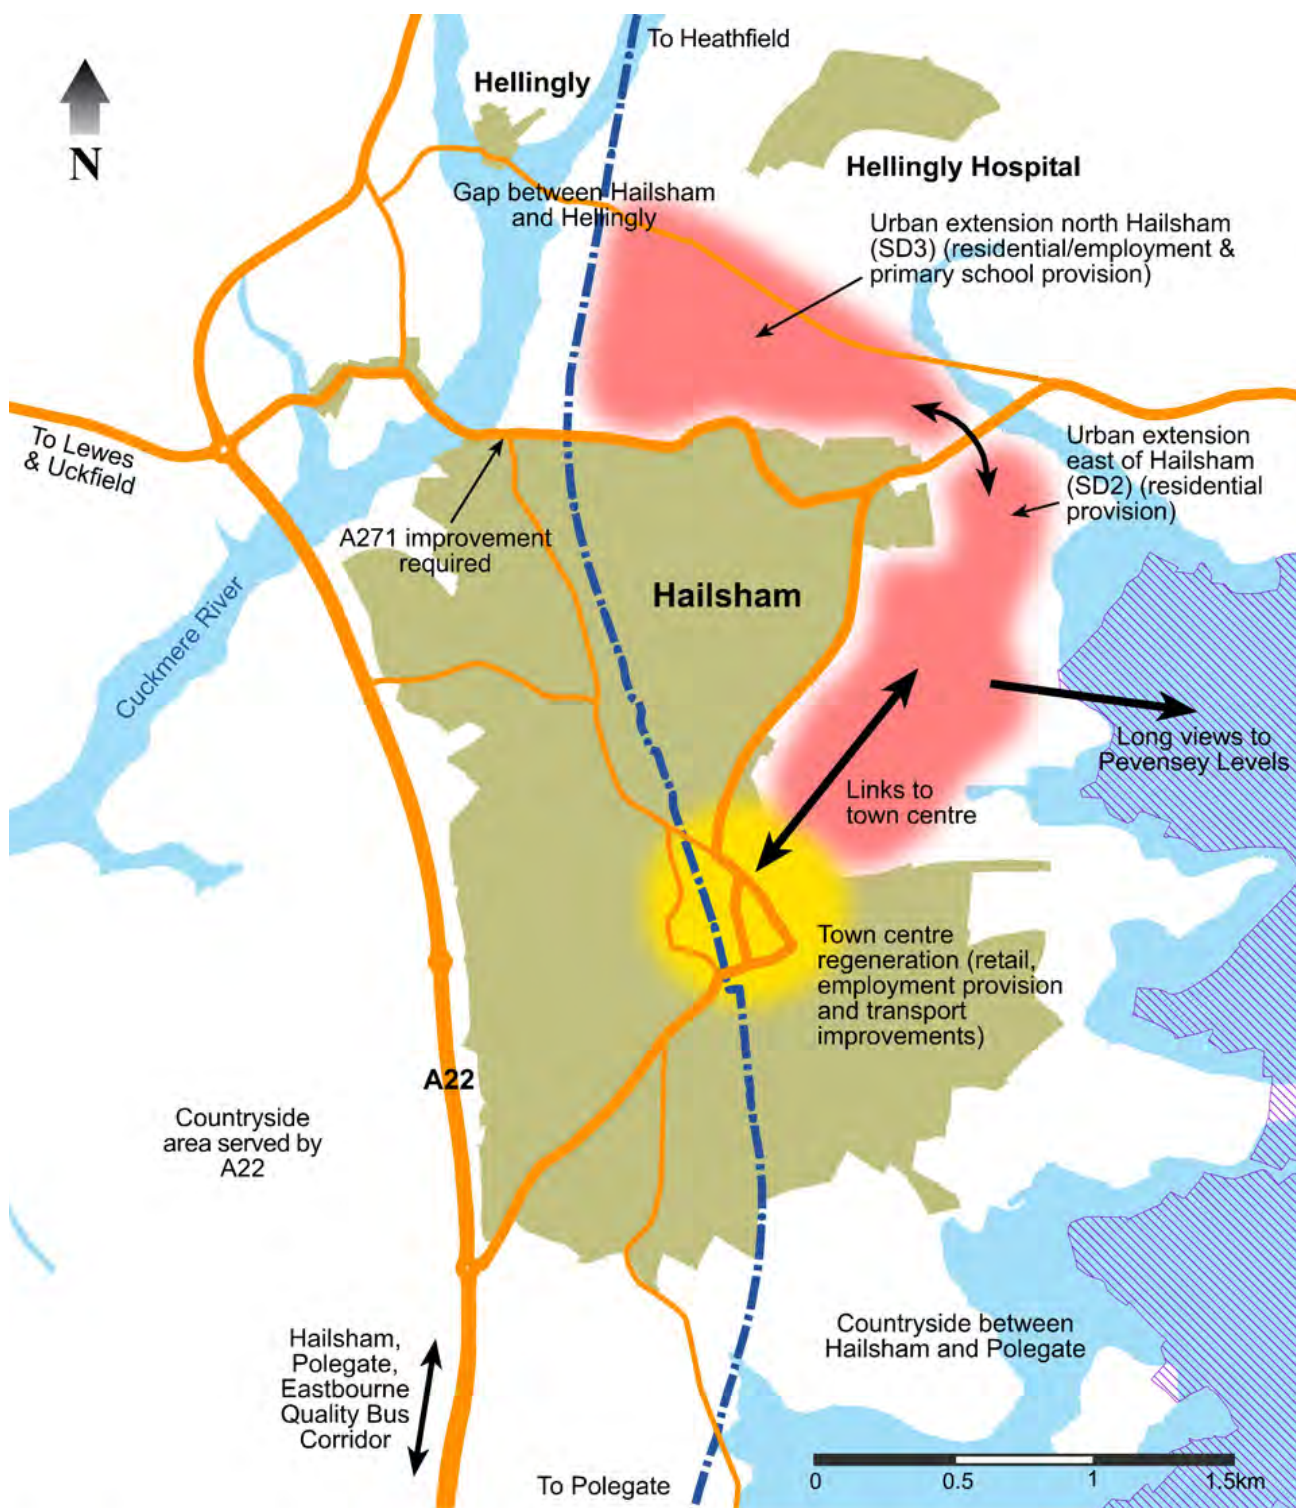 To Heathfield
Hellingly
N
Hellingly Hospital
Gap between Hailsham
and Hellingly
Urban extension north Hailsham
(SD3) (residential/employment &
primary school provision)
To Lewes
& Uckfield
Urban extension
east of Hailsham
(SD2) (residential
provision)
A271 improvement
required
Hailsham
Cuckmere River
Long views to
Pevensey Levels
Links to
town centre
Town centre
regeneration (retail,
employment provision
and transport
improvements)
A22
Countryside
area served by
A22
Countryside between
Hailsham and Polegate
Hailsham,
Polegate,
Eastbourne
Quality Bus
Corridor
To Polegate
0 0.5 1 1.5km